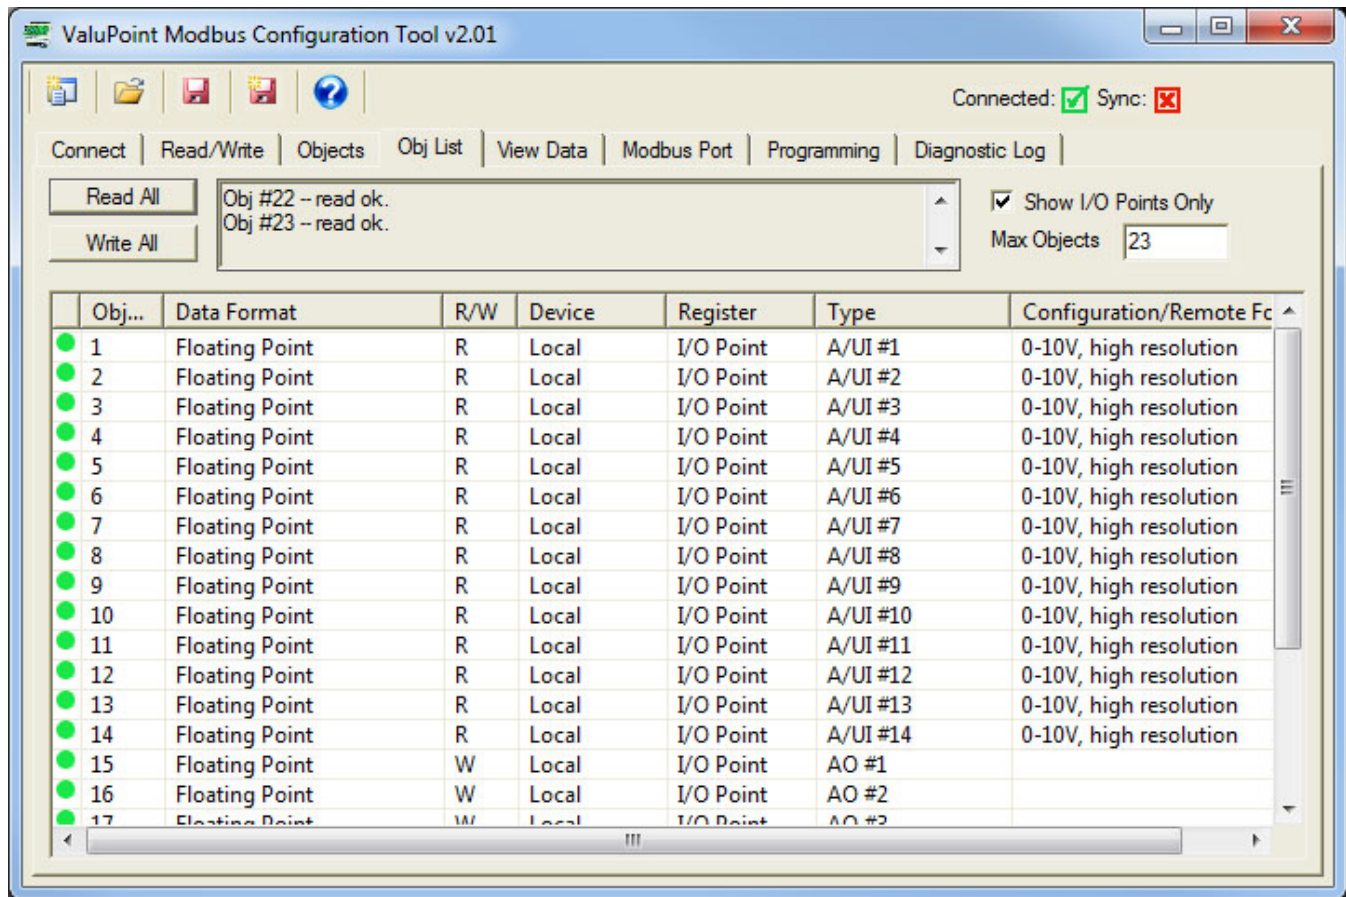 ValuPoint Modbus Configuration Tool v2.01
Connected: Sync:
Connect Read/Write Objects Obj List View Data Modbus Port Programming Diagnostic Log
Read All
Obj #22 -- read ok.
Obj #23 -- read ok.
Show I/O Points Only
Write All
Max Objects 23
Obj... Data Format R/W Device Register Type Configuration/Remote Fo
1 Floating Point R Local I/O Point A/UI #1 0-10V, high resolution
2 Floating Point R Local I/O Point A/UI #2 0-10V, high resolution
3 Floating Point R Local I/O Point A/UI #3 0-10V, high resolution
4 Floating Point R Local I/O Point A/UI #4 0-10V, high resolution
5 Floating Point R Local I/O Point A/UI #5 0-10V, high resolution
6 Floating Point R Local I/O Point A/UI #6 0-10V, high resolution
7 Floating Point R Local I/O Point A/UI #7 0-10V, high resolution
8 Floating Point R Local I/O Point A/UI #8 0-10V, high resolution
9 Floating Point R Local I/O Point A/UI #9 0-10V, high resolution
10 Floating Point R Local I/O Point A/UI #10 0-10V, high resolution
11 Floating Point R Local I/O Point A/UI #11 0-10V, high resolution
12 Floating Point R Local I/O Point A/UI #12 0-10V, high resolution
13 Floating Point R Local I/O Point A/UI #13 0-10V, high resolution
14 Floating Point R Local I/O Point A/UI #14 0-10V, high resolution
15 Floating Point W Local I/O Point AO #1
16 Floating Point W Local I/O Point AO #2
17 Floating Point W Local I/O Point AO #3